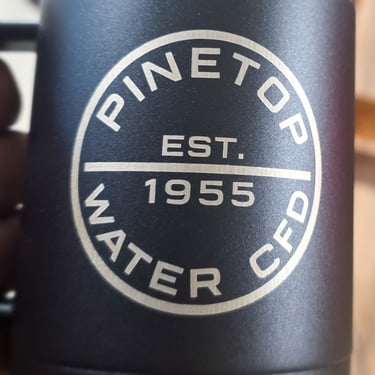 PINETOP
EST.
1955
WATER CFD